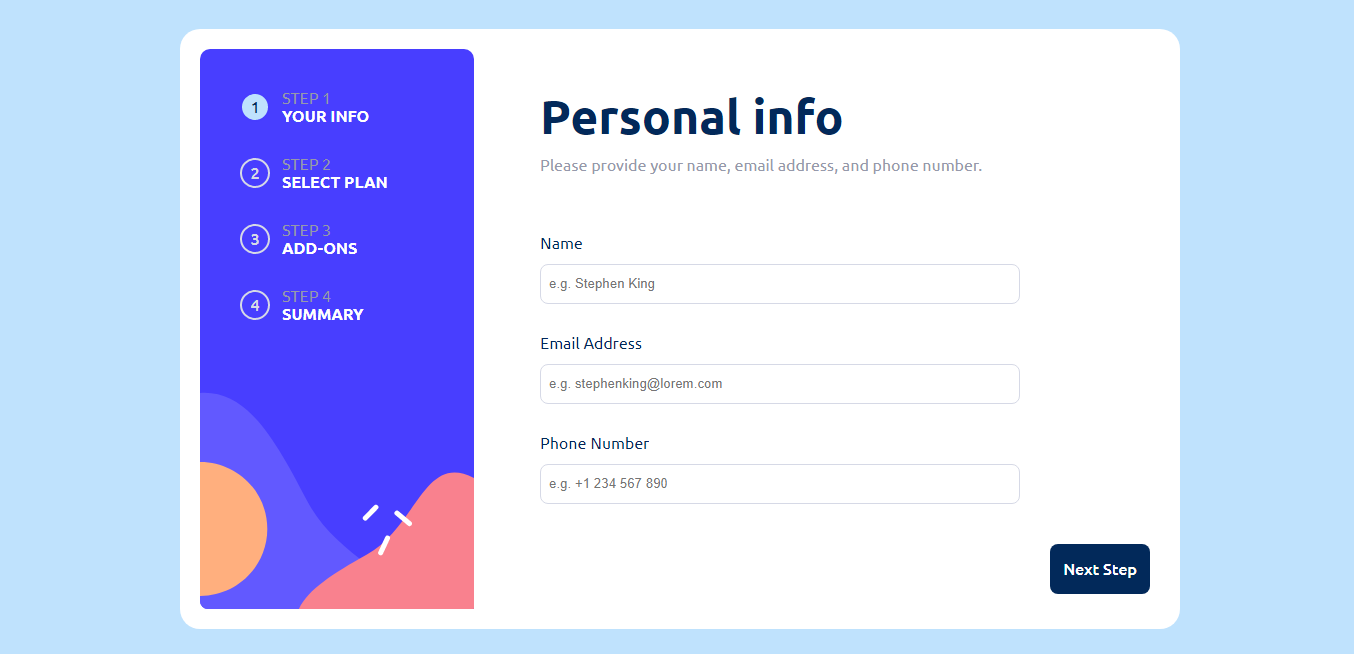 1
STEP 1
YOUR INFO
2
STEP 2
SELECT PLAN
3
STEP 3
ADD-ONS
4
STEP 4
SUMMARY
Personal info
Please provide your name, email address, and phone number.
Name
e.g. Stephen King
Email Address
e.g. stephenking@lorem.com
Phone Number
e.g. +1 234 567 890
Next Step